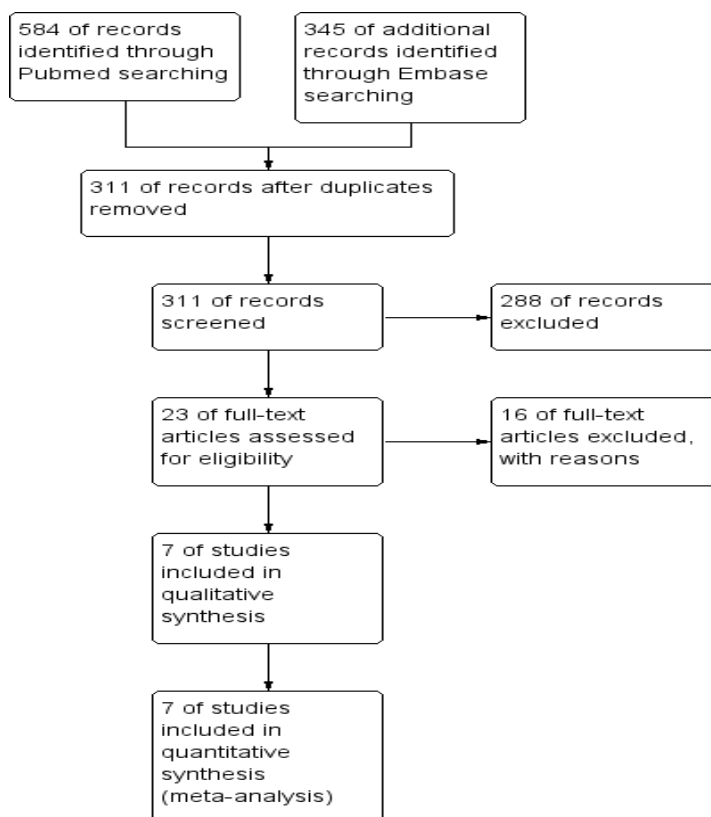 584 of records
identified through
Pubmed searching
345 of additional
records identified
through Embase
searching
311 of records after duplicates
removed
311 of records
screened
288 of records
excluded
23 of full-text
articles assessed
for eligibility
16 of full-text
articles excluded,
with reasons
7 of studies
included in
qualitative
synthesis
7 of studies
included in
quantitative
synthesis
(meta-analysis)